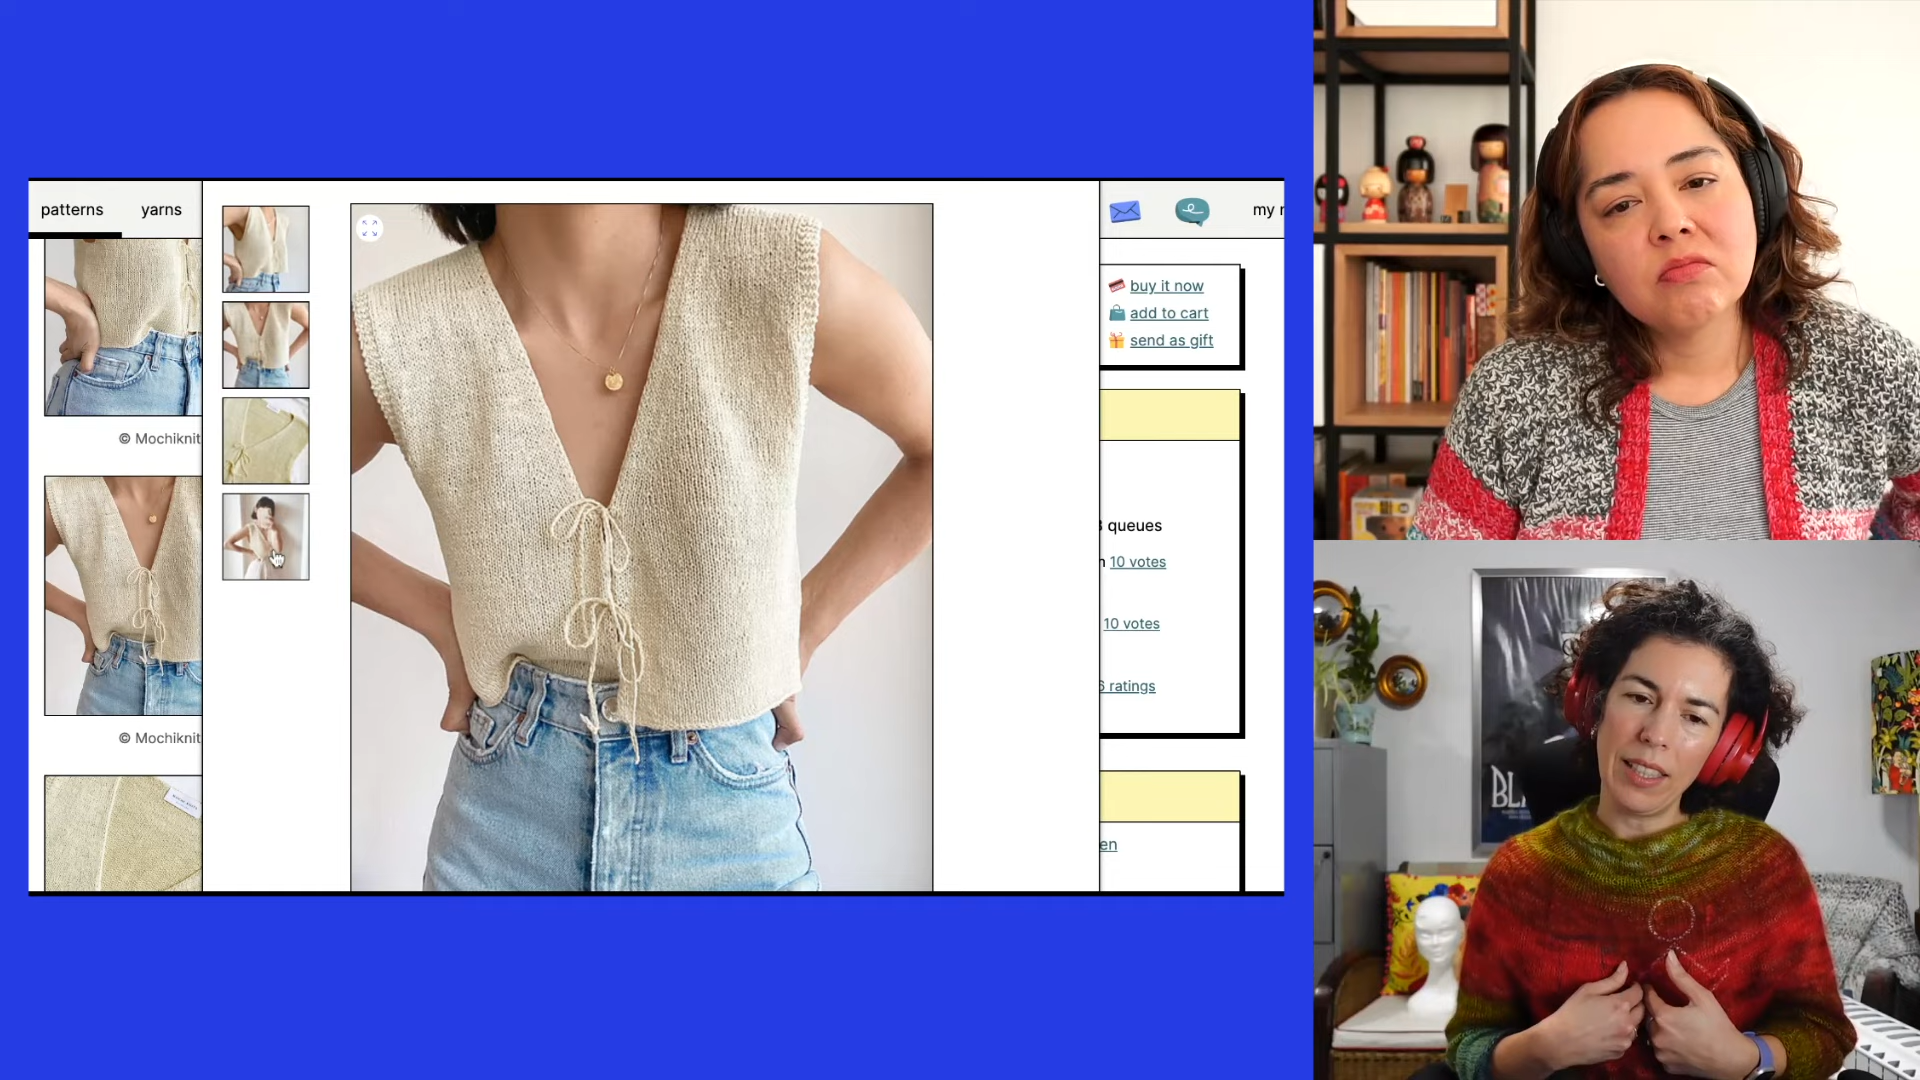 patterns
yarns
my
© Mochiknit
© Mochiknit
buy it now
add to cart
send as gift
queues
10 votes
10 votes
ratings
en
BL